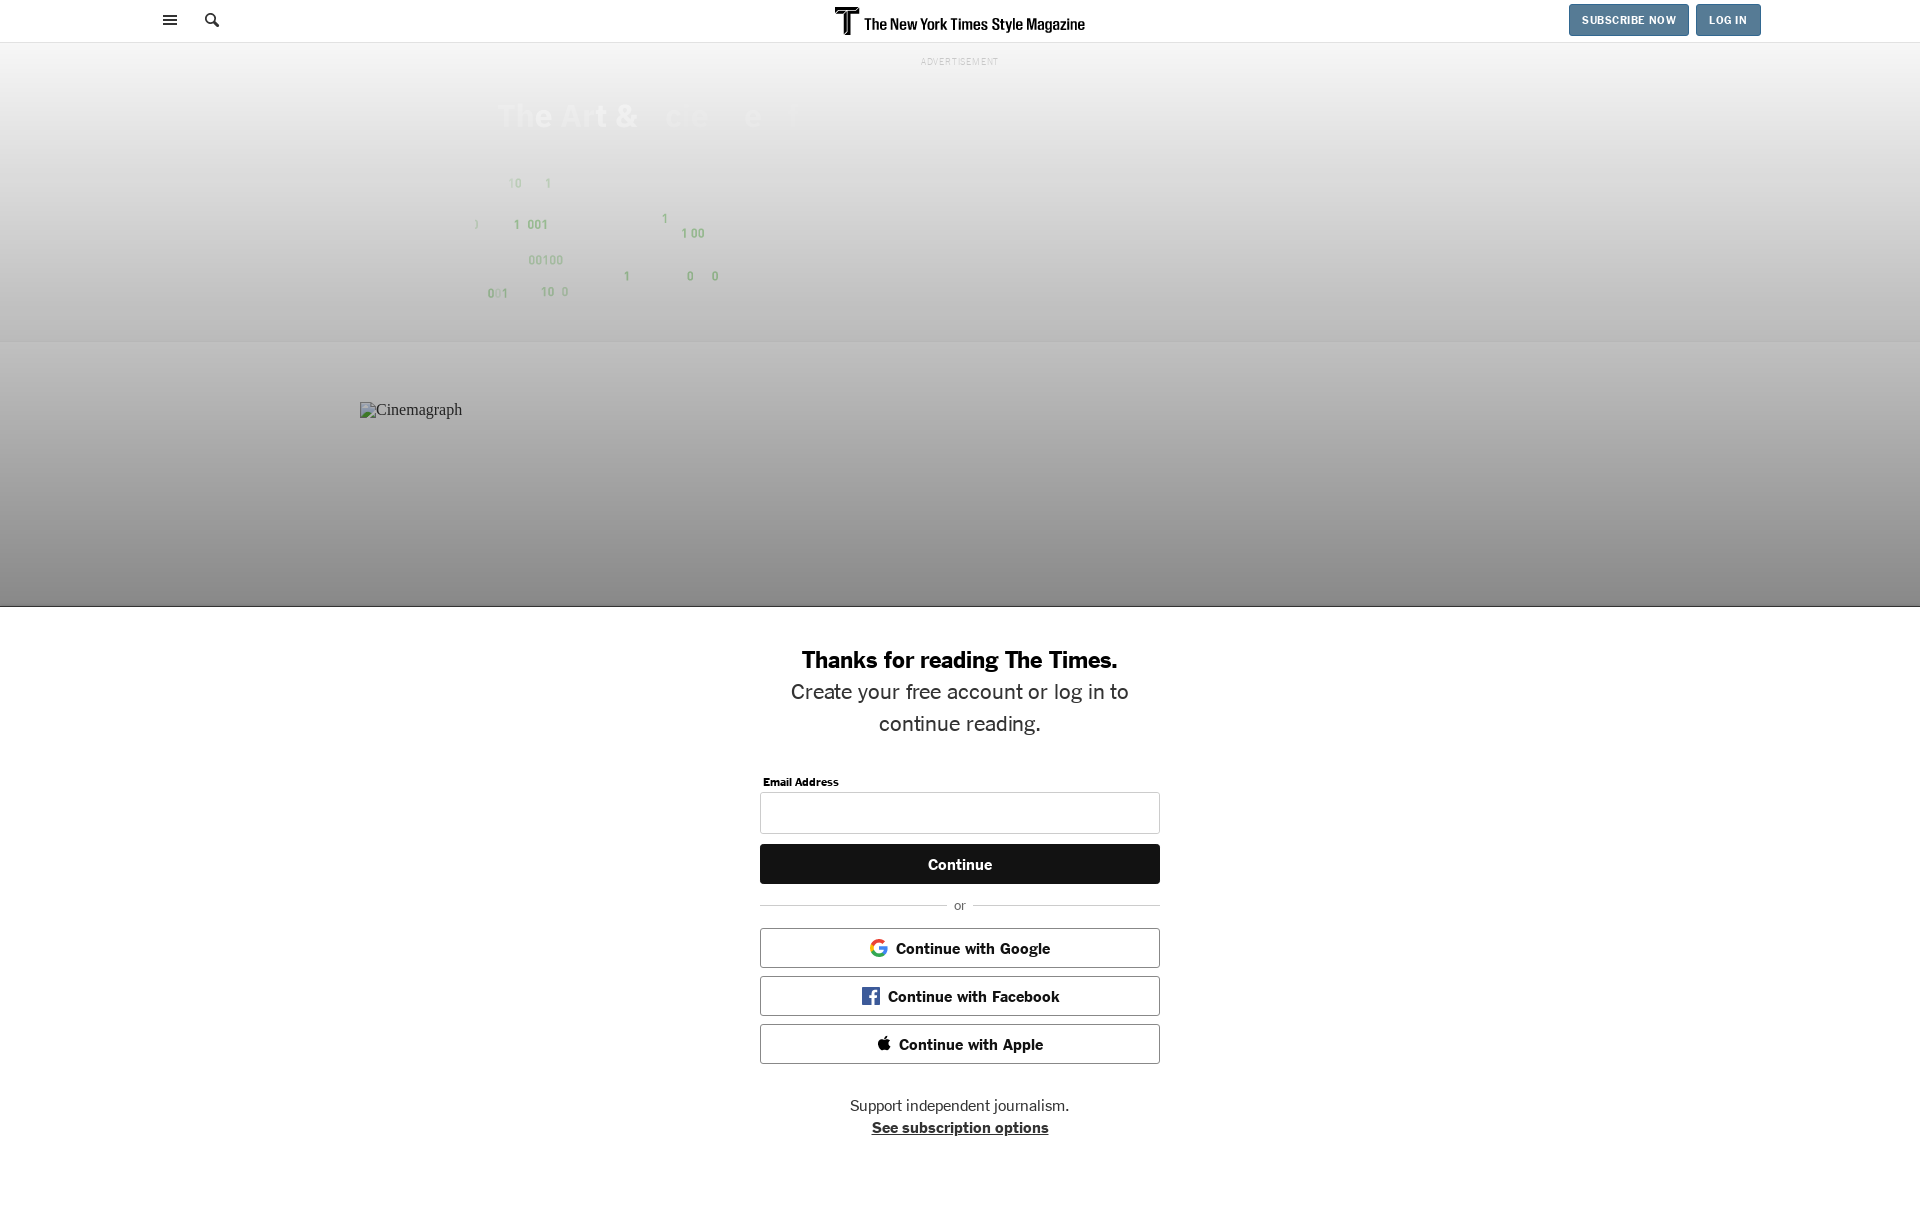 The New York Times Style Magazine
SUBSCRIBE NOW
LOG IN
ADVERTISEMENT
The Art &
10 1
1 1 001
1
1 00
00100
1 0 0
001 10 0
Cinemagraph
Thanks for reading The Times.
Create your free account or log in to
continue reading.
Email Address
Continue
or
Continue with Google
Continue with Facebook
Continue with Apple
Support independent journalism.
See subscription options